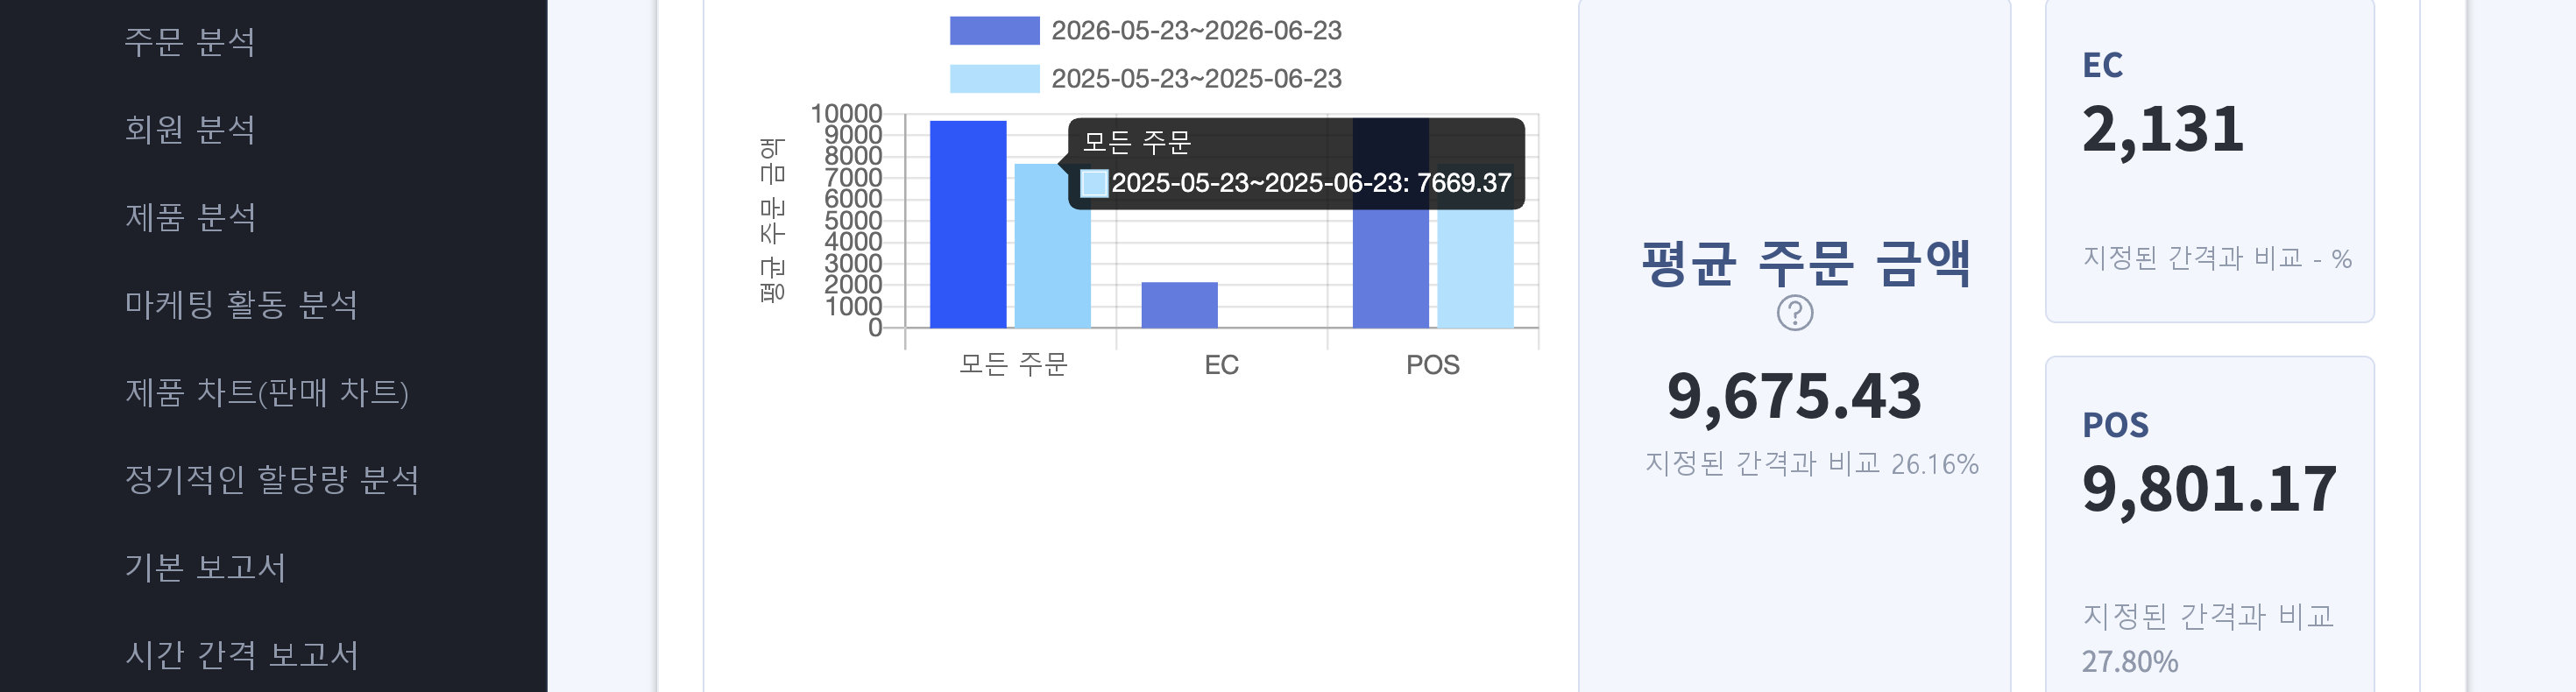 주문 분석
회원 분석
제품 분석
마케팅 활동 분석
제품 차트(판매 차트)
정기적인 할당량 분석
기본 보고서
시간 간격 보고서
2026-05-23~2026-06-23
2025-05-23~2025-06-23
평균 주문 금액
10000
9000
8000
7000
6000
5000
4000
3000
2000
1000
0
모든 주문
2025-05-23~2025-06-23: 7669.37
모든 주문
EC
POS
평균 주문 금액
?
9,675.43
지정된 간격과 비교 26.16%
EC
2,131
지정된 간격과 비교 - %
POS
9,801.17
지정된 간격과 비교
27.80%